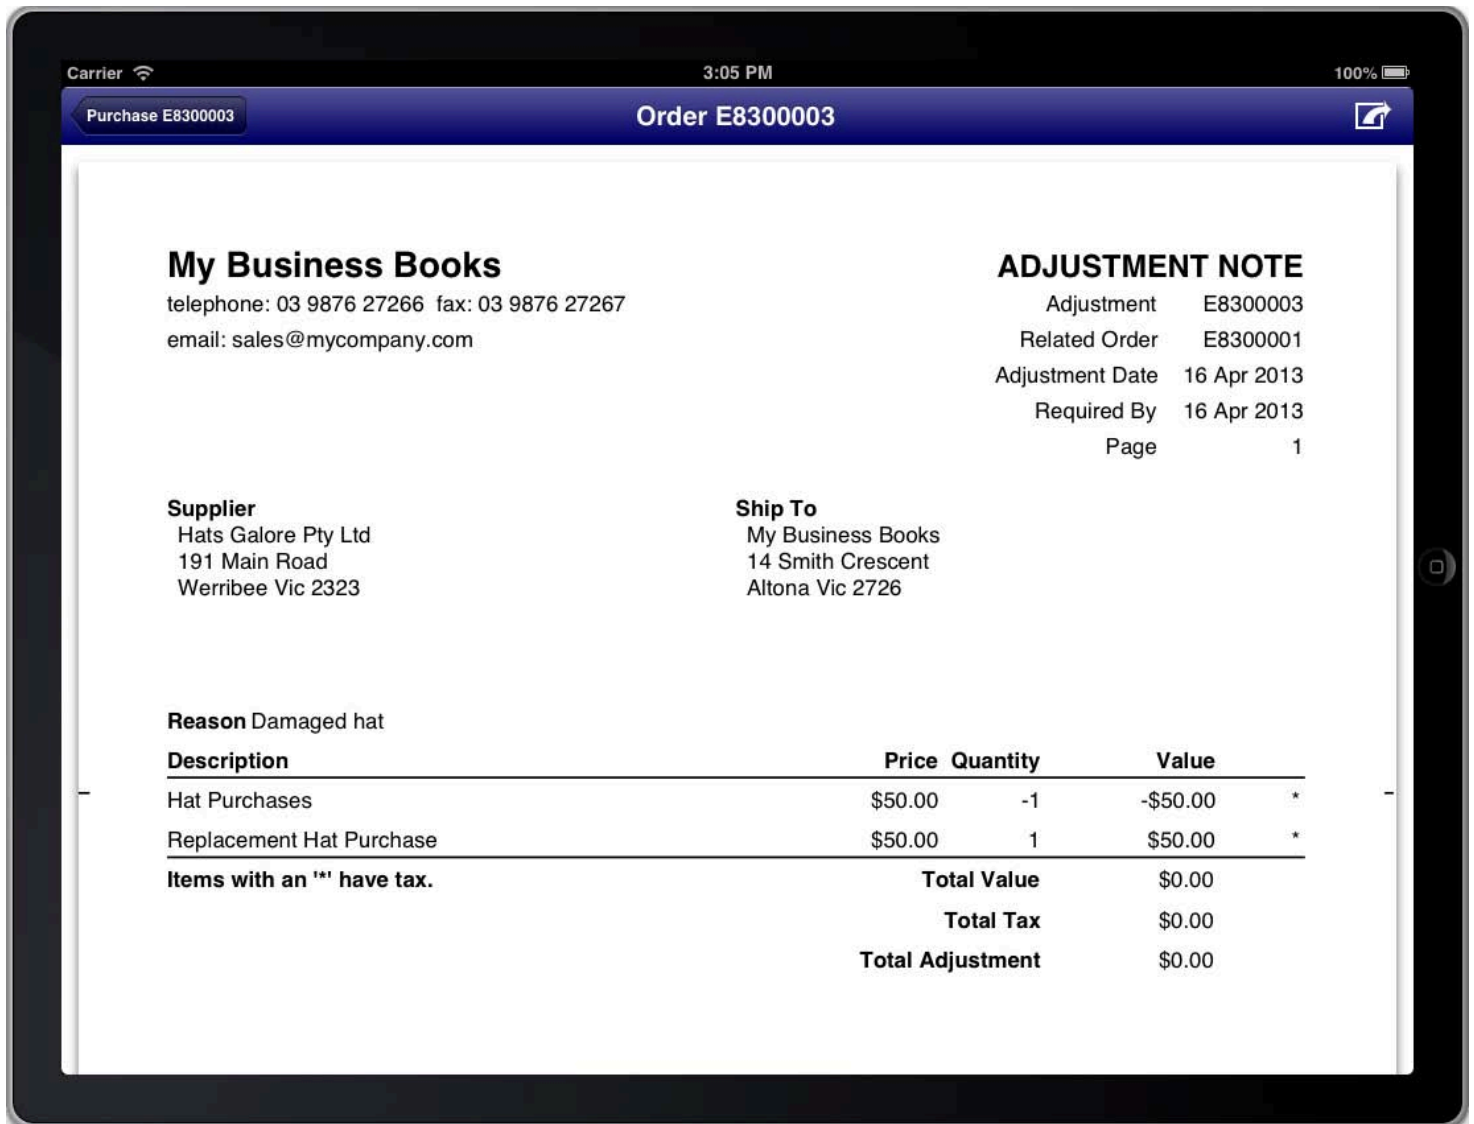 Carrier 3:05 PM 100%
Purchase E8300003 Order E8300003
My Business Books ADJUSTMENT NOTE
telephone: 03 9876 27266 fax: 03 9876 27267 Adjustment E8300003
email: sales@mycompany.com Related Order E8300001
Adjustment Date 16 Apr 2013
Required By 16 Apr 2013
Page 1
Supplier
Hats Galore Pty Ltd
191 Main Road
Werribee Vic 2323
Ship To
My Business Books
14 Smith Crescent
Altona Vic 2726
Reason Damaged hat
Description Price Quantity Value
Hat Purchases $50.00 -1 -$50.00 *
Replacement Hat Purchase $50.00 1 $50.00 *
Items with an '*' have tax. Total Value $0.00
Total Tax $0.00
Total Adjustment $0.00